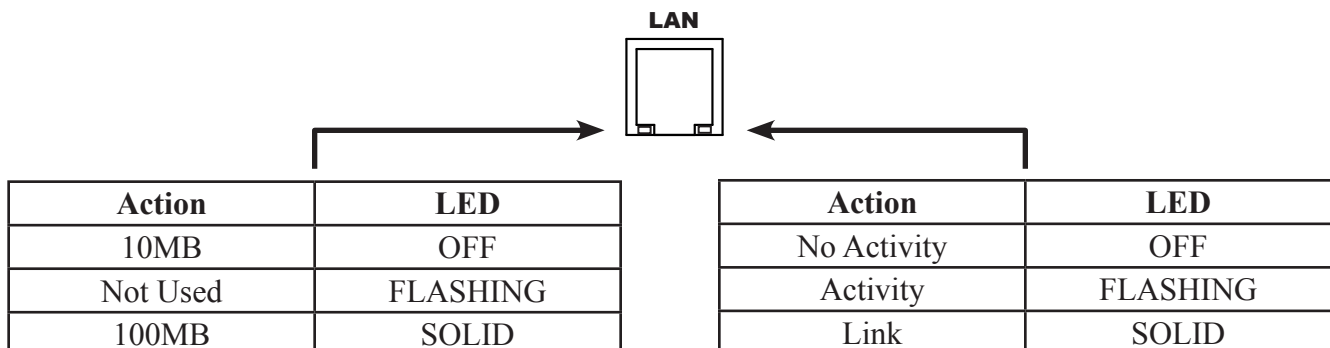 LAN
Action LED
10MB OFF
Not Used FLASHING
100MB SOLID
Action LED
No Activity OFF
Activity FLASHING
Link SOLID